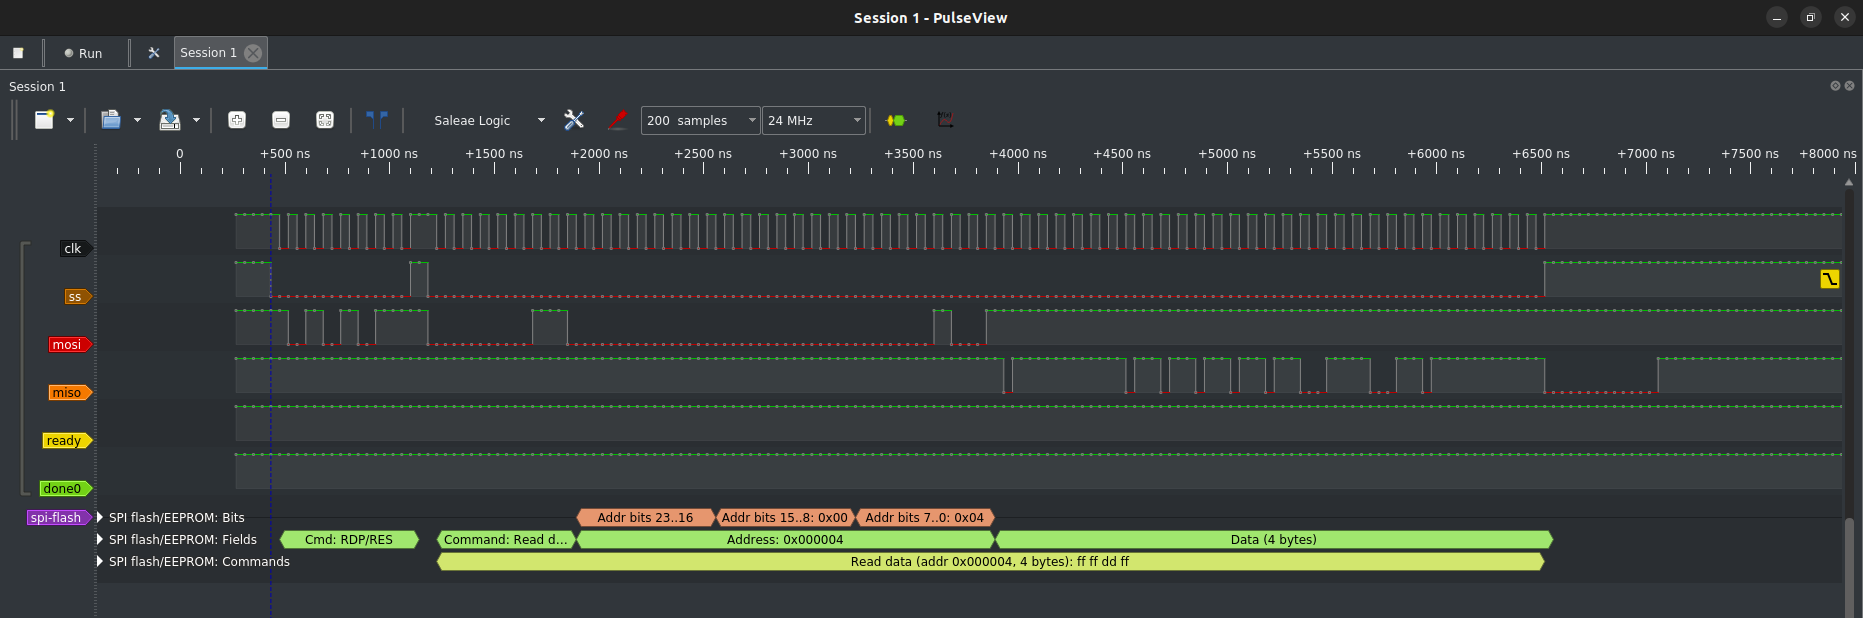 Session 1 - PulseView
Run
Session 1
Session 1
Saleae Logic
200 samples
24 MHz
0 +500 ns +1000 ns +1500 ns +2000 ns +2500 ns +3000 ns +3500 ns +4000 ns +4500 ns +5000 ns +5500 ns +6000 ns +6500 ns +7000 ns +7500 ns +8000 ns
clk
ss
mosi
miso
ready
done0
spi-flash SPI flash/EEPROM: Bits Addr bits 23..16 Addr bits 15..8: 0x00 Addr bits 7..0: 0x04
SPI flash/EEPROM: Fields Cmd: RDP/RES Command: Read d... Address: 0x000004 Data (4 bytes)
SPI flash/EEPROM: Commands Read data (addr 0x000004, 4 bytes): ff ff dd ff